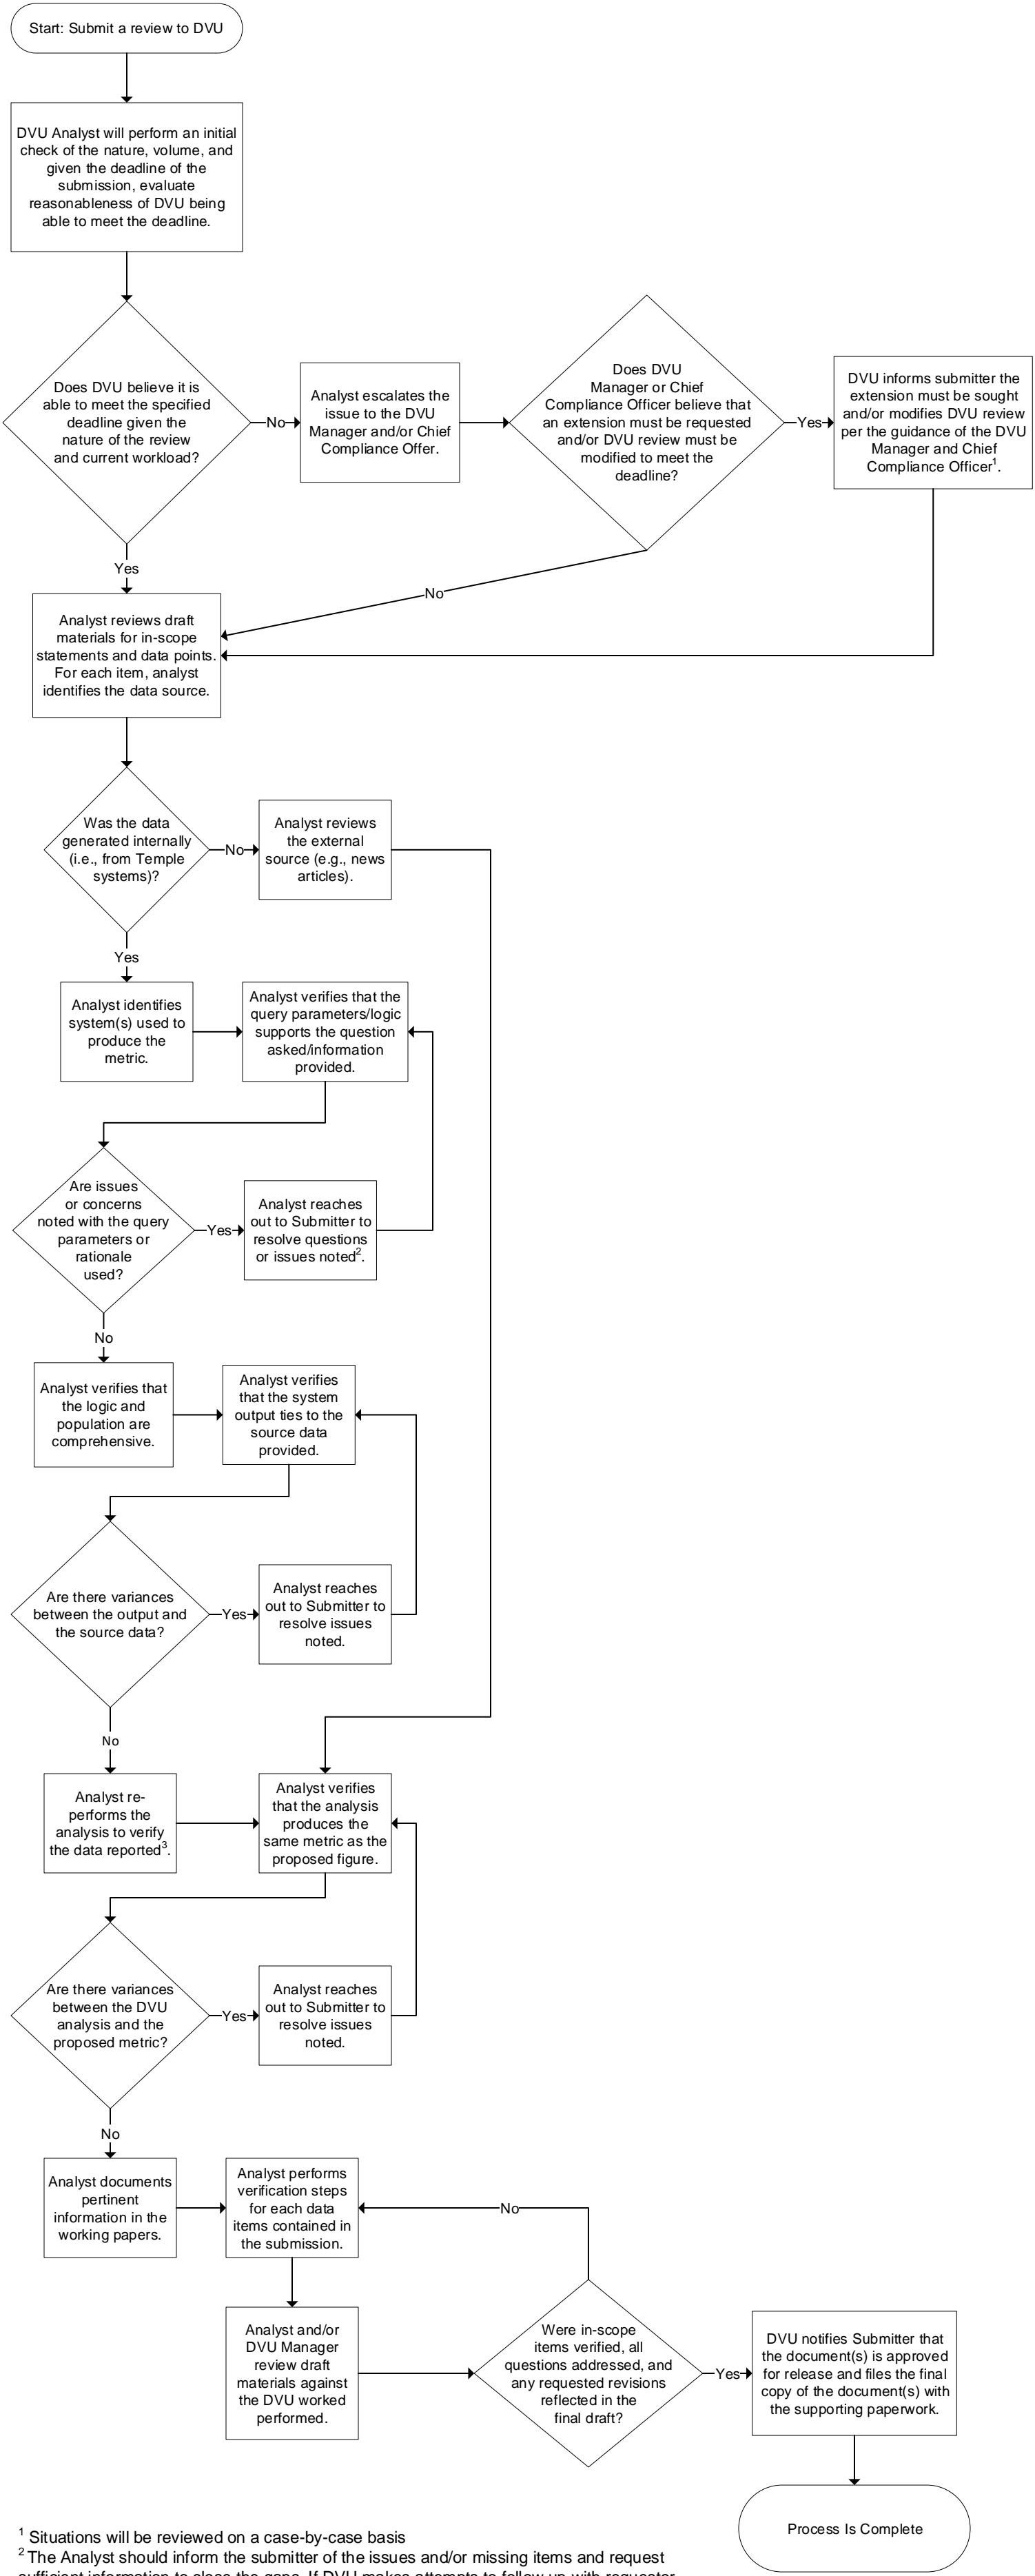 Start: Submit a review to DVU
DVU Analyst will perform an initial
check of the nature, volume, and
given the deadline of the
submission, evaluate
reasonableness of DVU being
able to meet the deadline.
Does DVU believe it is
able to meet the specified
deadline given the
nature of the review
and current workload?
No
Analyst escalates the
issue to the DVU
Manager and/or Chief
Compliance Offer.
Does DVU
Manager or Chief
Compliance Officer believe that
an extension must be requested
and/or DVU review must be
modified to meet the
deadline?
Yes
DVU informs submitter the
extension must be sought
and/or modifies DVU review
per the guidance of the DVU
Manager and Chief
Compliance Officer1.
Yes
No
Analyst reviews draft
materials for in-scope
statements and data points.
For each item, analyst
identifies the data source.
Was the data
generated internally
(i.e., from Temple
systems)?
No
Analyst reviews
the external
source (e.g., news
articles).
Yes
Analyst identifies
system(s) used to
produce the
metric.
Analyst verifies that the
query parameters/logic
supports the question
asked/information
provided.
Are issues
or concerns
noted with the query
parameters or
rationale
used?
Yes
Analyst reaches
out to Submitter to
resolve questions
or issues noted2.
No
Analyst verifies that
the logic and
population are
comprehensive.
Analyst verifies
that the system
output ties to the
source data
provided.
Are there variances
between the output and
the source data?
Yes
Analyst reaches
out to Submitter to
resolve issues
noted.
No
Analyst re-
performs the
analysis to verify
the data reported3.
Analyst verifies
that the analysis
produces the
same metric as the
proposed figure.
Are there variances
between the DVU
analysis and the
proposed metric?
Yes
Analyst reaches
out to Submitter to
resolve issues
noted.
No
Analyst documents
pertinent
information in the
working papers.
Analyst performs
verification steps
for each data
items contained in
the submission.
No
Analyst and/or
DVU Manager
review draft
materials against
the DVU worked
performed.
Were in-scope
items verified, all
questions addressed, and
any requested revisions
reflected in the
final draft?
Yes
DVU notifies Submitter that
the document(s) is approved
for release and files the final
copy of the document(s) with
the supporting paperwork.
Process Is Complete
1 Situations will be reviewed on a case-by-case basis
2 The Analyst should inform the submitter of the issues and/or missing items and request
sufficient information to close the gaps. If DVU makes attempts to follow up with requestor